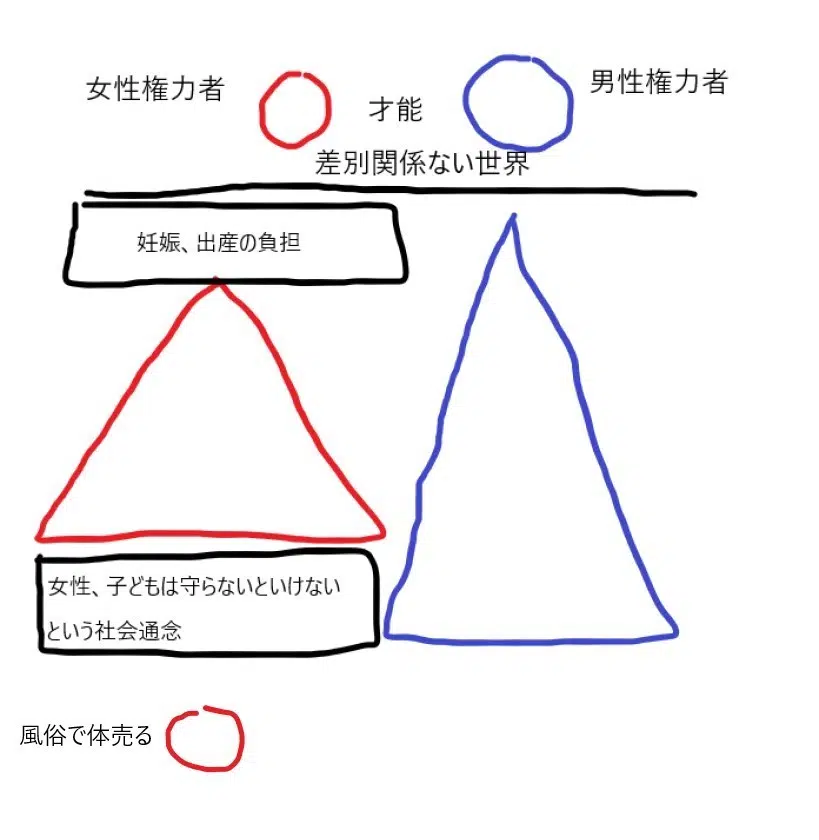 女性権力者
才能
男性権力者
差別関係ない世界
妊娠、出産の負担
女性、子どもは守らないといけない
という社会通念
風俗で体売る